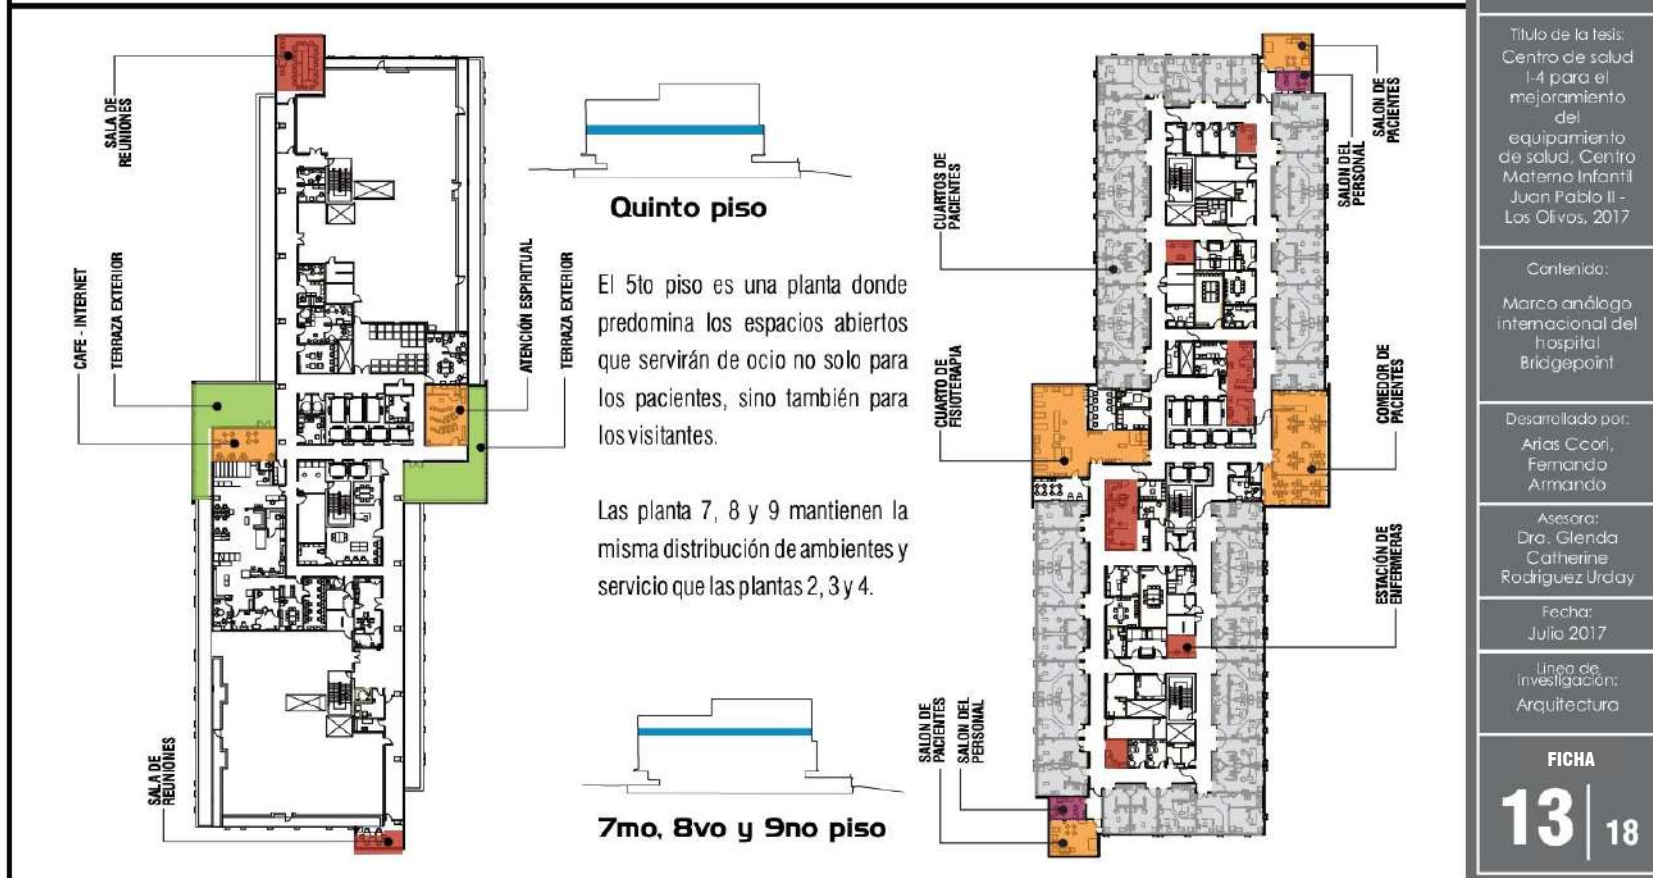 SALA DE
REUNIONES
CAFE - INTERNET
TERRAZA EXTERIOR
ATENCIÓN ESPIRITUAL
TERRAZA EXTERIOR
SALA DE
REUNIONES
Quinto piso
El 5to piso es una planta donde
predomina los espacios abiertos
que servirán de ocio no solo para
los pacientes, sino también para
los visitantes.
Las planta 7, 8 y 9 mantienen la
misma distribución de ambientes y
servicio que las plantas 2, 3 y 4.
7mo, 8vo y 9no piso
CUARTOS DE
PACIENTES
SALON DEL
PERSONAL
SALON DE
PACIENTES
CUARTO DE
FISIOTERAPIA
COMEDOR DE
PACIENTES
ESTACIÓN DE
ENFERMERAS
SALON DE
PACIENTES
SALON DEL
PERSONAL
Título de la tesis:
Centro de salud
I-4 para el
mejoramiento
del
equipamiento
de salud, Centro
Materno Infantil
Juan Pablo II -
Los Olivos, 2017
Contenido:
Marco análogo
internacional del
hospital
Bridgepoint
Desarrollado por:
Arias Ccori,
Fernando
Armando
Asesora:
Dra. Glenda
Catherine
Rodriguez Urday
Fecha:
Julio 2017
Linea de
investigación:
Arquitectura
FICHA
13 18